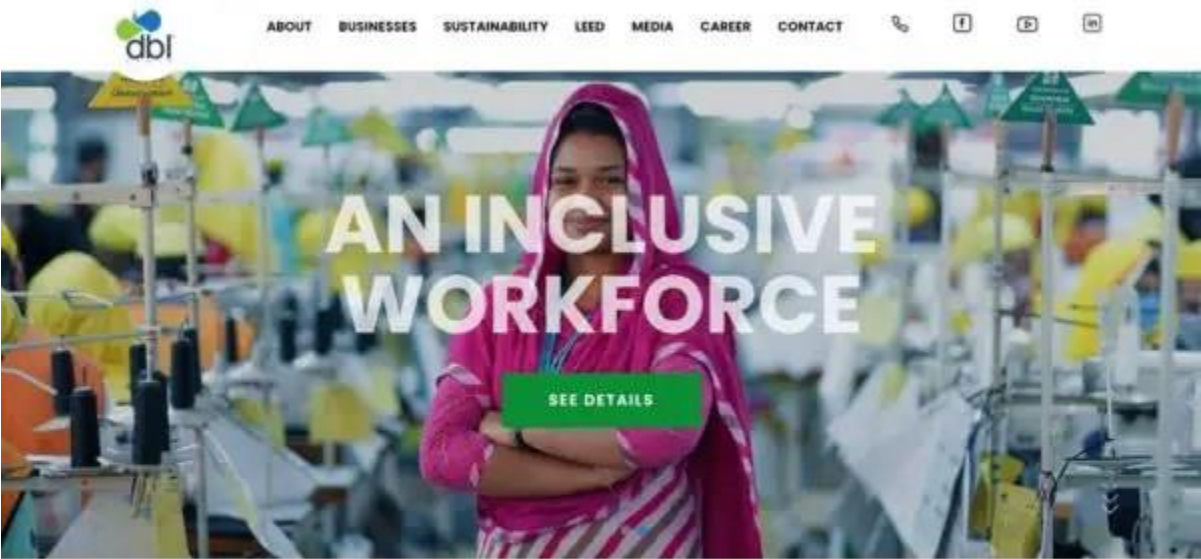 dbl
ABOUT BUSINESSES SUSTAINABILITY LEED MEDIA CAREER CONTACT
AN INCLUSIVE
WORKFORCE
SEE DETAILS